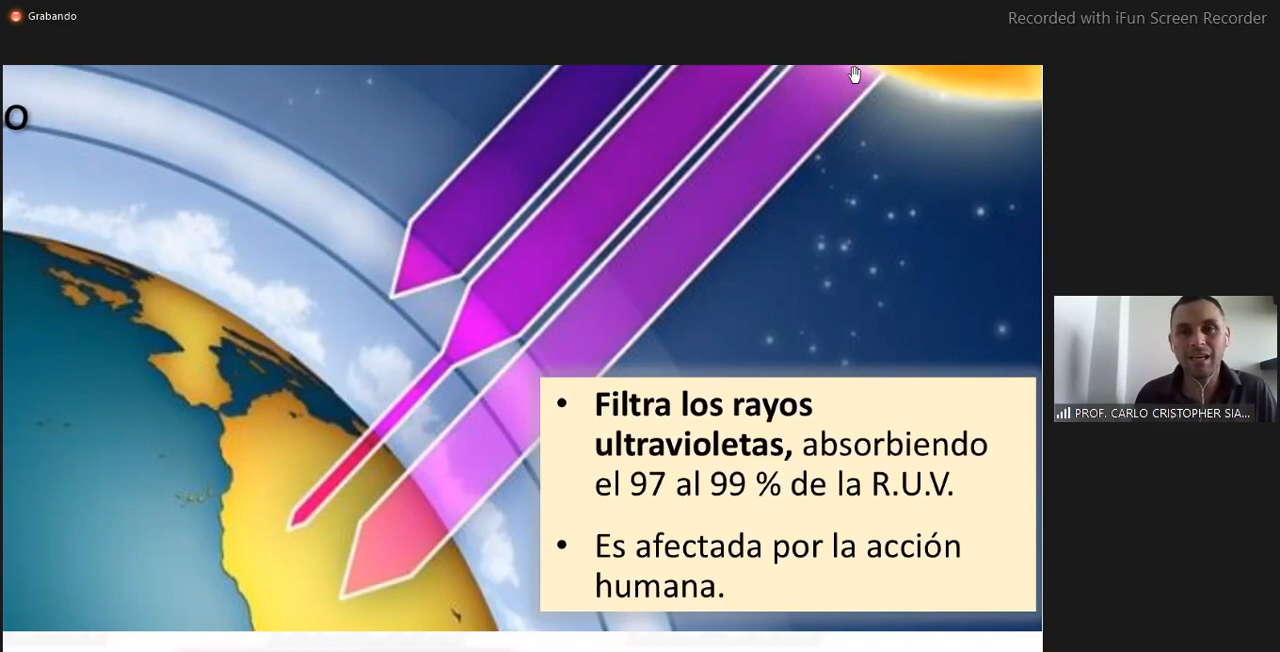 Grabando
Recorded with iFun Screen Recorder
o
• Filtra los rayos
ultravioletas, absorbiendo
el 97 al 99 % de la R.U.V.
• Es afectada por la acción
humana.
PROF. CARLO CRISTOPHER SIA...